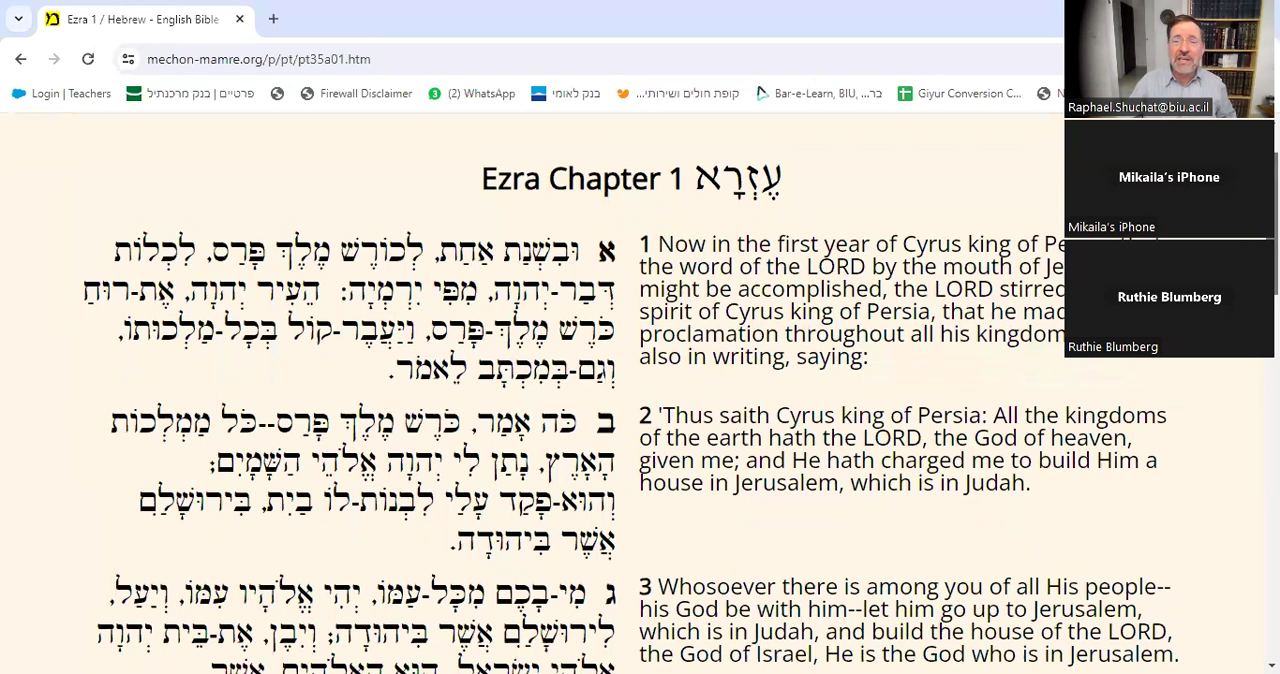 Ezra 1 / Hebrew - English Bible
mechon-mamre.org/p/pt/pt35a01.htm
Login | Teachers
פרטיים | בנק מרכנתיל
Firewall Disclaimer
(2) WhatsApp
בנק לאומי
קופת חולים ושירותי...
Bar-e-Learn, BIU, ...בר
Giyur Conversion C...
Raphael.Shuchat@biu.ac.il
Mikaila's iPhone
Mikaila's iPhone
Ruthie Blumberg
Ruthie Blumberg
Ezra Chapter 1 עֶזְרָא
א וּבִשְׁנַת אַחַת, לְכוֹרֶשׁ מֶלֶךְ פָּרַס, לִכְלוֹת
דְּבַר-יְהוָה, מִפִּי יִרְמְיָה: הֵעִיר יְהוָה, אֶת-רוּחַ
כֹּרֶשׁ מֶלֶךְ-פָּרַס, וַיַּעֲבֶר-קוֹל בְּכָל-מַלְכוּתוֹ,
וְגַם-בְּמִכְתָּב לֵאמֹר.
1 Now in the first year of Cyrus king of Pe
the word of the LORD by the mouth of Je
might be accomplished, the LORD stirred
spirit of Cyrus king of Persia, that he mad
proclamation throughout all his kingdom
also in writing, saying:
ב כֹּה אָמַר, כֹּרֶשׁ מֶלֶךְ פָּרַס--כֹּל מַמְלְכוֹת
הָאָרֶץ, נָתַן לִי יְהוָה אֱלֹהֵי הַשָּׁמָיִם;
וְהוּא-פָקַד עָלַי לִבְנוֹת-לוֹ בַיִת, בִּירוּשָׁלִַם
אֲשֶׁר בִּיהוּדָה.
2 'Thus saith Cyrus king of Persia: All the kingdoms
of the earth hath the LORD, the God of heaven,
given me; and He hath charged me to build Him a
house in Jerusalem, which is in Judah.
ג מִי-בָכֶם מִכָּל-עַמּוֹ, יְהִי אֱלֹהָיו עִמּוֹ, וְיַעַל,
לִירוּשָׁלִַם אֲשֶׁר בִּיהוּדָה; וְיִבֶן, אֶת-בֵּית יְהוָה
אֱלֹהֵי יִשְׂרָאֵל, הוּא הָאֱלֹהִים, אֲשֶׁר
3 Whosoever there is among you of all His people--
his God be with him--let him go up to Jerusalem,
which is in Judah, and build the house of the LORD,
the God of Israel, He is the God who is in Jerusalem.